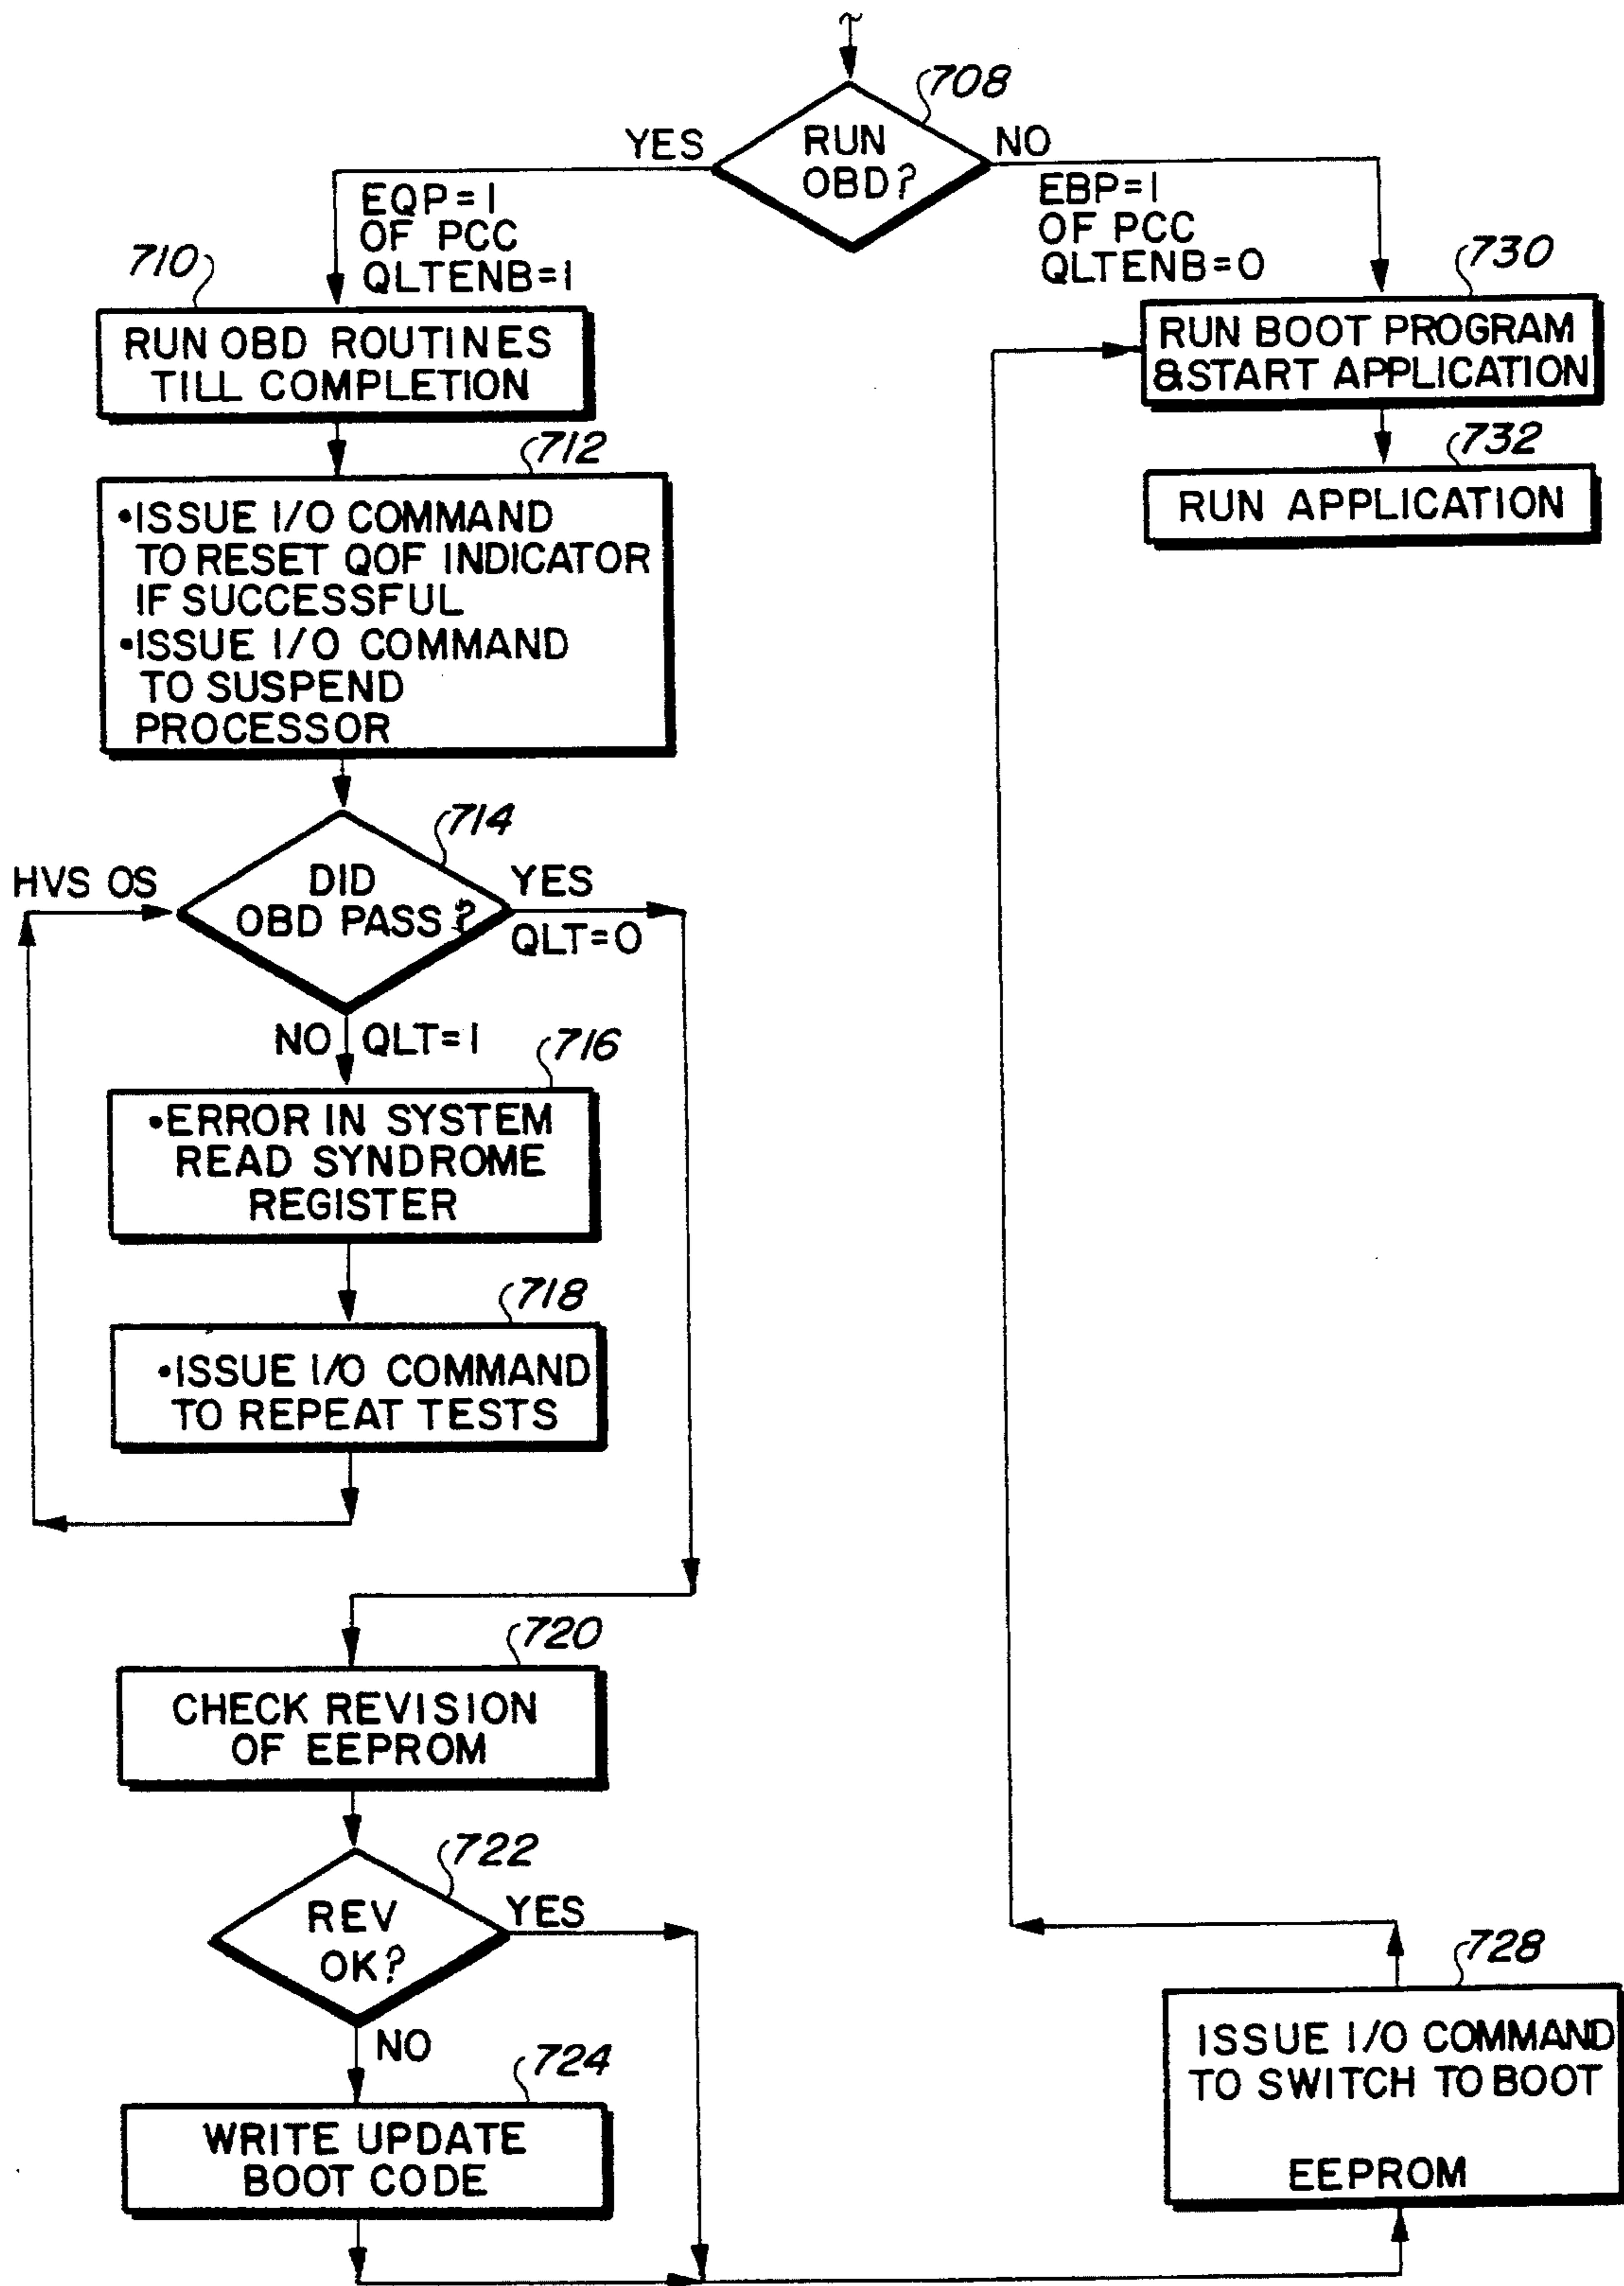 708
RUN
OBD?
YES
NO
EQP=1
OF PCC
QLTENB=1
EBP=1
OF PCC
QLTENB=0
710
RUN OBD ROUTINES
TILL COMPLETION
730
RUN BOOT PROGRAM
&START APPLICATION
732
RUN APPLICATION
712
•ISSUE I/O COMMAND
TO RESET QOF INDICATOR
IF SUCCESSFUL
•ISSUE I/O COMMAND
TO SUSPEND
PROCESSOR
714
HVS OS
DID
OBD PASS?
YES
QLT=0
NO QLT=1
716
•ERROR IN SYSTEM
READ SYNDROME
REGISTER
718
•ISSUE I/O COMMAND
TO REPEAT TESTS
720
CHECK REVISION
OF EEPROM
722
REV
OK?
YES
NO
724
WRITE UPDATE
BOOT CODE
728
ISSUE I/O COMMAND
TO SWITCH TO BOOT
EEPROM